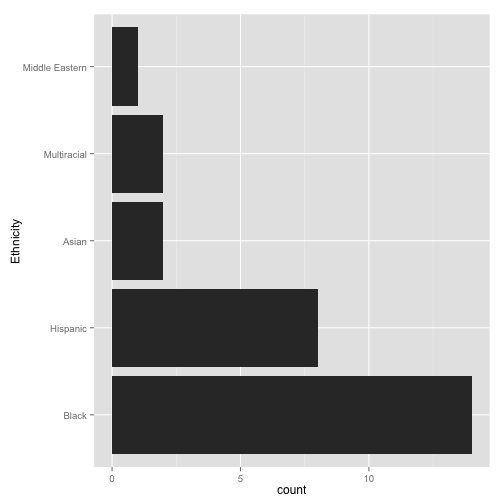 Middle Eastern
Multiracial
Asian
Hispanic
Black
Ethnicity
0 5 10
count